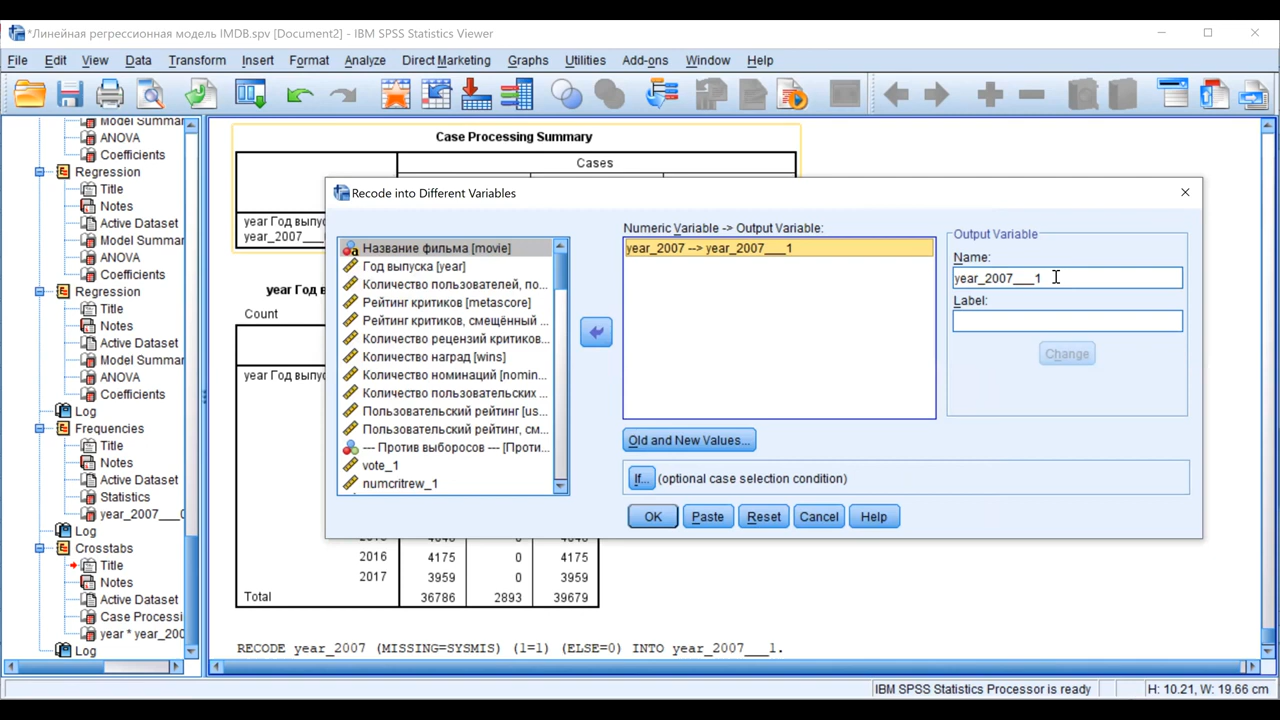 *Линейная регрессионная модель IMDB.spv [Document2] - IBM SPSS Statistics Viewer
File Edit View Data Transform Insert Format Analyze Direct Marketing Graphs Utilities Add-ons Window Help
Model Summar
ANOVA
Coefficients
Regression
Title
Notes
Active Dataset
Model Summar
ANOVA
Coefficients
Regression
Title
Notes
Active Dataset
Model Summar
ANOVA
Coefficients
Log
Frequencies
Title
Notes
Active Dataset
Statistics
year_2007___0
Log
Crosstabs
Title
Notes
Active Dataset
Case Processi
year * year_200
Log
Case Processing Summary
Cases
year Год выпу
year_2007___
year Год в
Count
year Год выпус
2016 4175 0 4175
2017 3959 0 3959
Total 36786 2893 39679
RECODE year_2007 (MISSING=SYSMIS) (1=1) (ELSE=0) INTO year_2007___1.
Recode into Different Variables
Название фильма [movie]
Год выпуска [year]
Количество пользователей, по...
Рейтинг критиков [metascore]
Рейтинг критиков, смещённый ...
Количество рецензий критиков...
Количество наград [wins]
Количество номинаций [nomin...
Количество пользовательских ...
Пользовательский рейтинг [us...
Пользовательский рейтинг, см...
--- Против выборосов --- [Проти...
vote_1
numcritrew_1
Numeric Variable -> Output Variable:
year_2007 --> year_2007___1
Output Variable
Name:
year_2007___1
Label:
Change
Old and New Values...
If... (optional case selection condition)
OK Paste Reset Cancel Help
IBM SPSS Statistics Processor is ready
H: 10.21, W: 19.66 cm